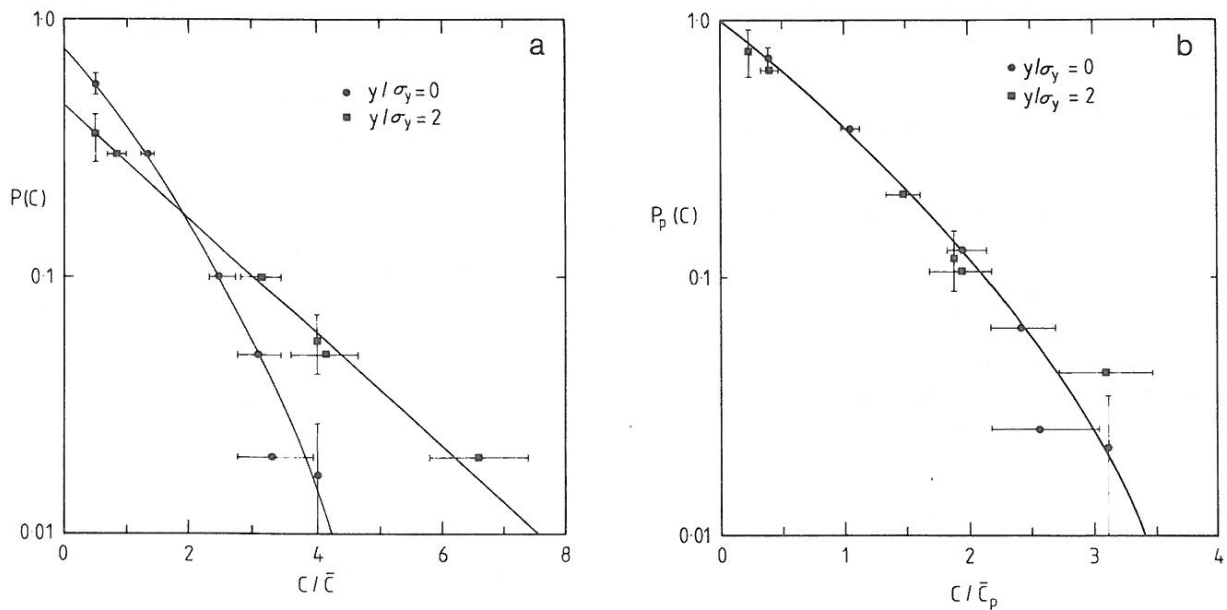 1·0
a
y/σy = 0
y/σy = 2
P(C)
0·1
0·01
0
2
4
6
8
C/C̄
1·0
b
y/σy = 0
y/σy = 2
Pp(C)
0·1
0·01
0
1
2
3
4
C/C̄p